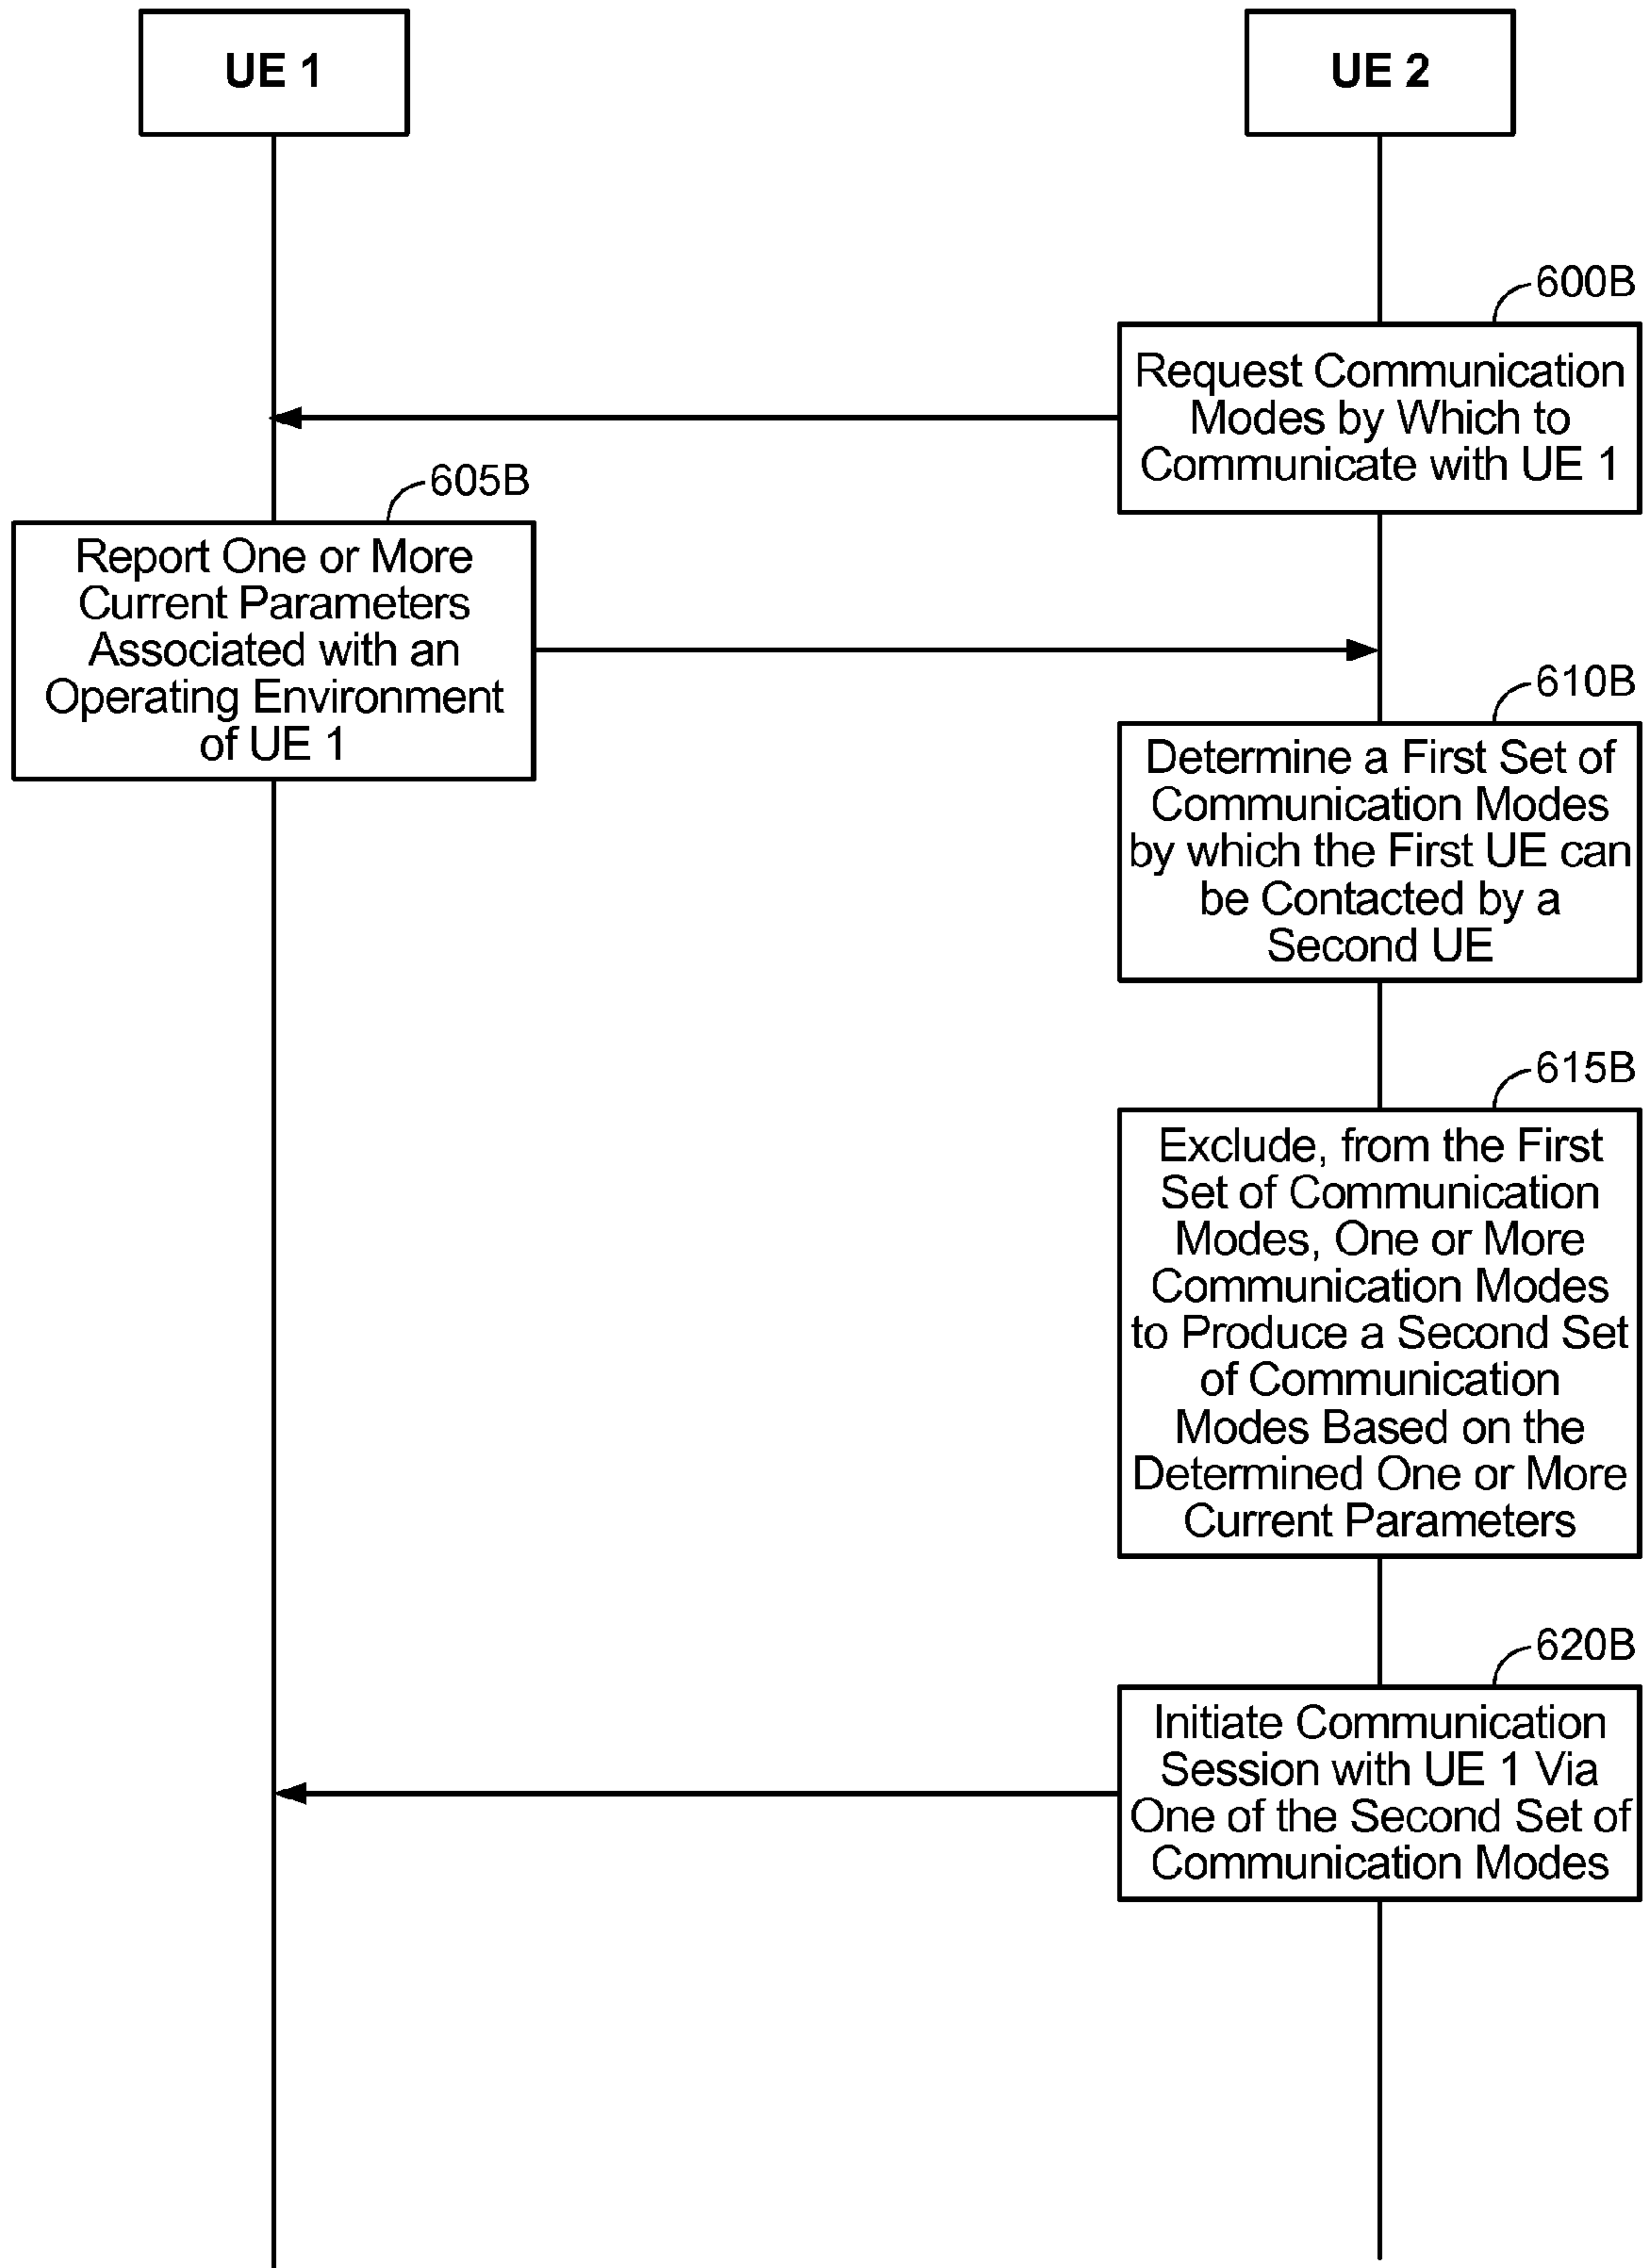 UE 1
UE 2
600B
Request Communication
Modes by Which to
Communicate with UE 1
605B
Report One or More
Current Parameters
Associated with an
Operating Environment
of UE 1
610B
Determine a First Set of
Communication Modes
by which the First UE can
be Contacted by a
Second UE
615B
Exclude, from the First
Set of Communication
Modes, One or More
Communication Modes
to Produce a Second Set
of Communication
Modes Based on the
Determined One or More
Current Parameters
620B
Initiate Communication
Session with UE 1 Via
One of the Second Set of
Communication Modes